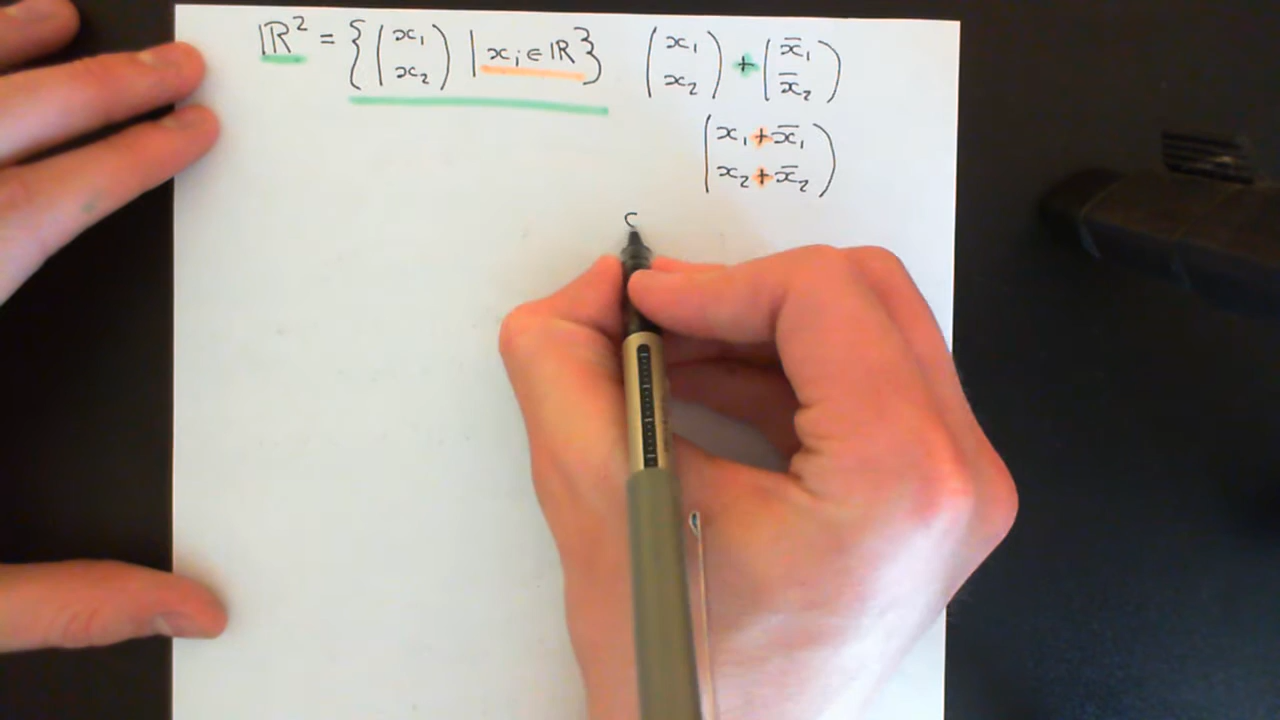 ℝ² = {(x₁ x₂) | xᵢ ∈ ℝ} (x₁ x₂) + (x̄₁ x̄₂)
(x₁ + x̄₁
x₂ + x̄₂)